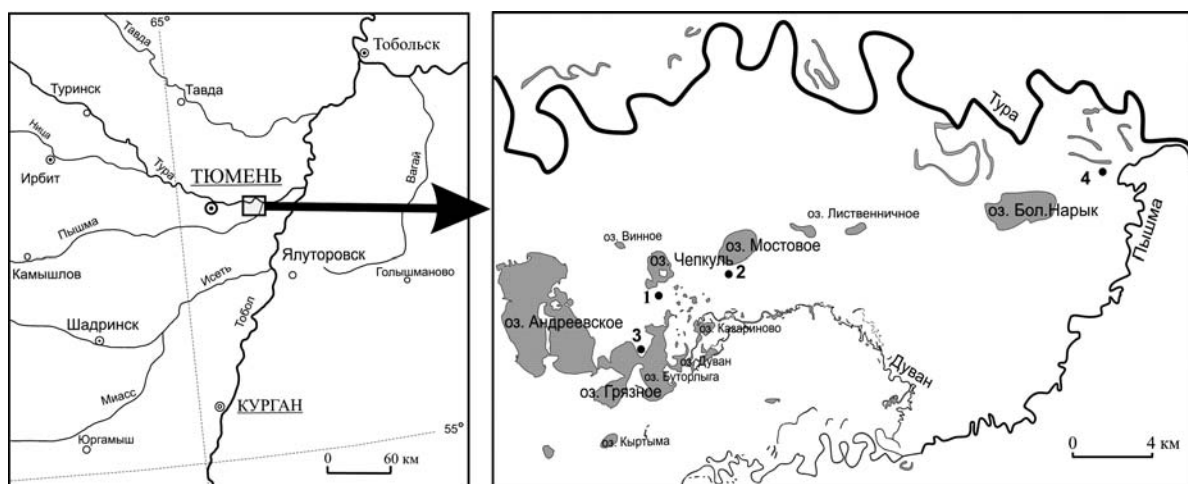 65°
Тавда
Тобольск
Туринск
Тавда
Ница
Тура
ТЮМЕНЬ
Вагай
Ирбит
Пышма
Ялуторовск
Камышлов
Исеть
Голышманово
Тобол
Шадринск
Миасс
КУРГАН
Юргамыш
55°
0 60 км
Тура
4
оз. Бол.Нарык
Пышма
оз. Лиственничное
оз. Винное
оз. Мостовое
оз. Чепкуль
2
1
оз. Андреевское
оз. Казариново
3
оз. Дуван
Дуван
оз. Буторлыга
оз. Грязное
оз. Кыртыма
0 4 км